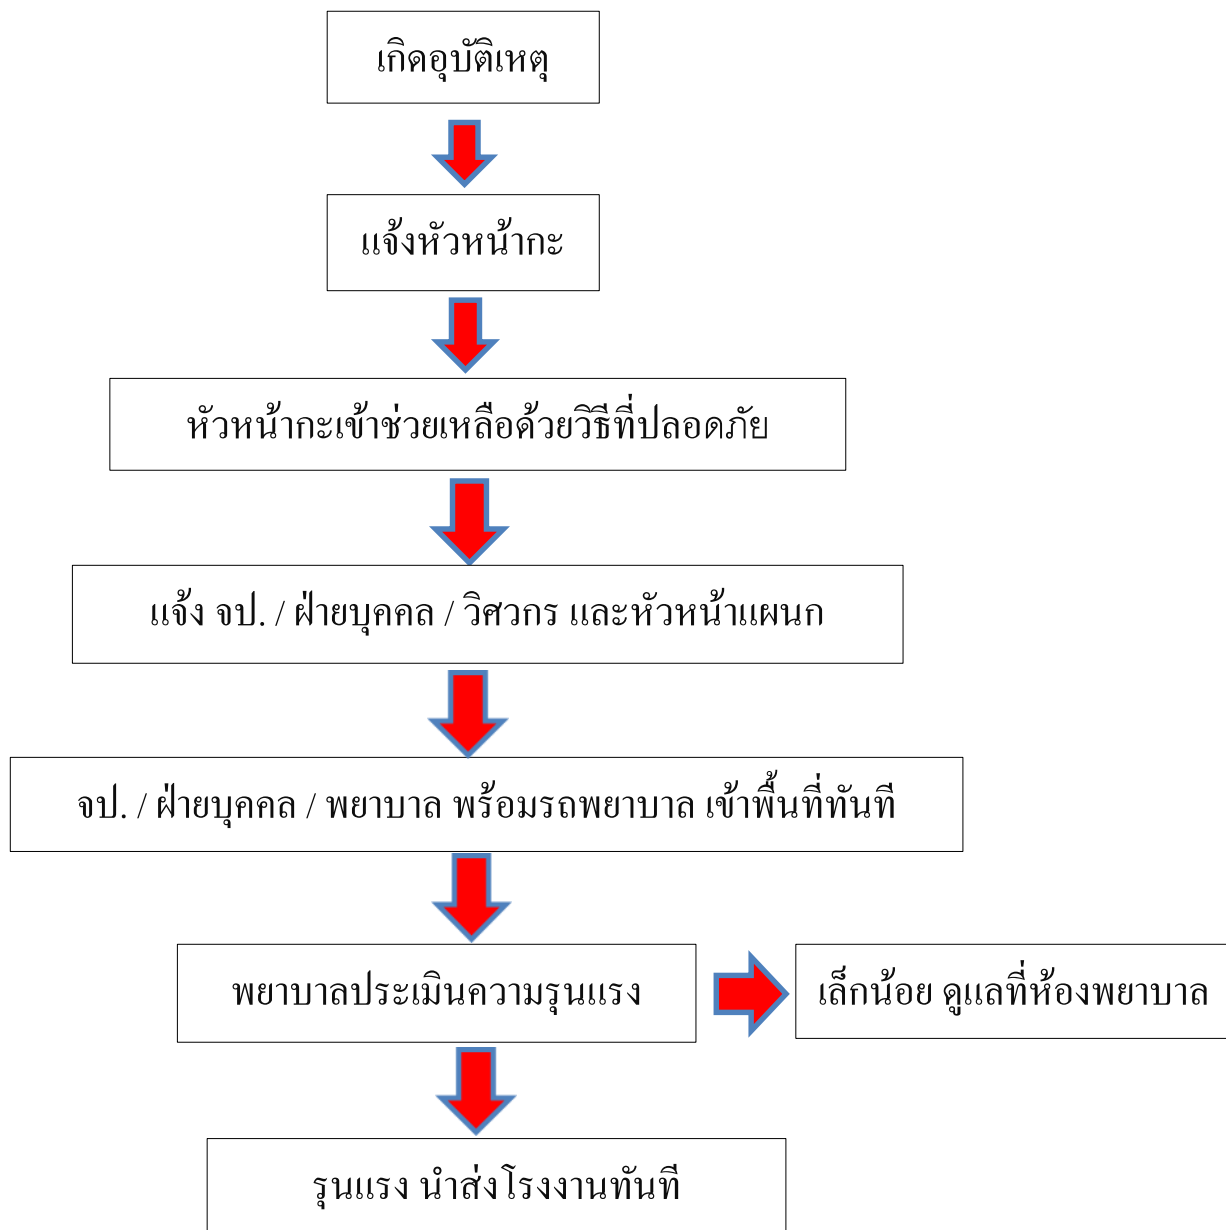 เกิดอุบัติเหตุ
แจ้งหัวหน้ากะ
หัวหน้ากะเข้าช่วยเหลือด้วยวิธีที่ปลอดภัย
แจ้ง จป. / ฝ่ายบุคคล / วิศวกร และหัวหน้าแผนก
จป. / ฝ่ายบุคคล / พยาบาล พร้อมรถพยาบาล เข้าพื้นที่ทันที
พยาบาลประเมินความรุนแรง
เล็กน้อย ดูแลที่ห้องพยาบาล
รุนแรง นำส่งโรงงานทันที